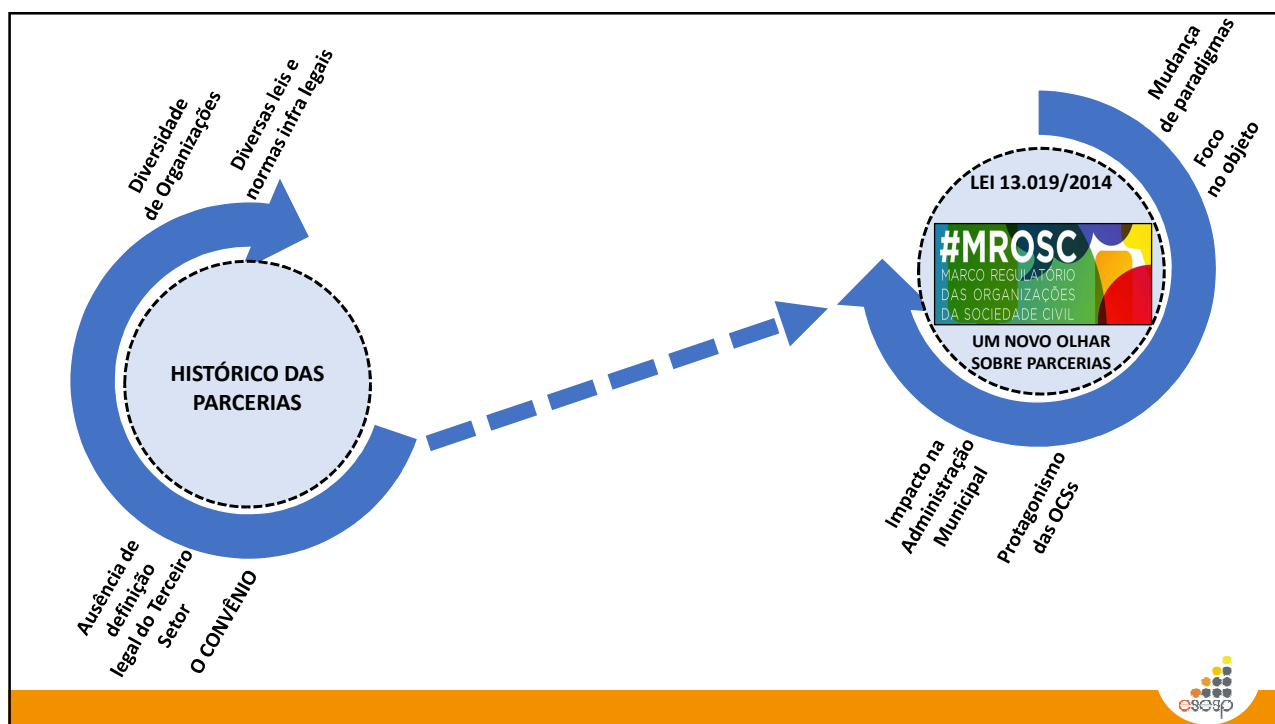 Diversidade
de Organizações
Diversas leis e
normas infra legais
HISTÓRICO DAS
PARCERIAS
Ausência de
definição
legal do Terceiro
Setor
O CONVÊNIO
Mudança
de paradigmas
Foco
no objeto
LEI 13.019/2014
#MROSC
MARCO REGULATÓRIO
DAS ORGANIZAÇÕES
DA SOCIEDADE CIVIL
UM NOVO OLHAR
SOBRE PARCERIAS
Impacto na
Administração
Municipal
Protagonismo
das OCSs
esesp